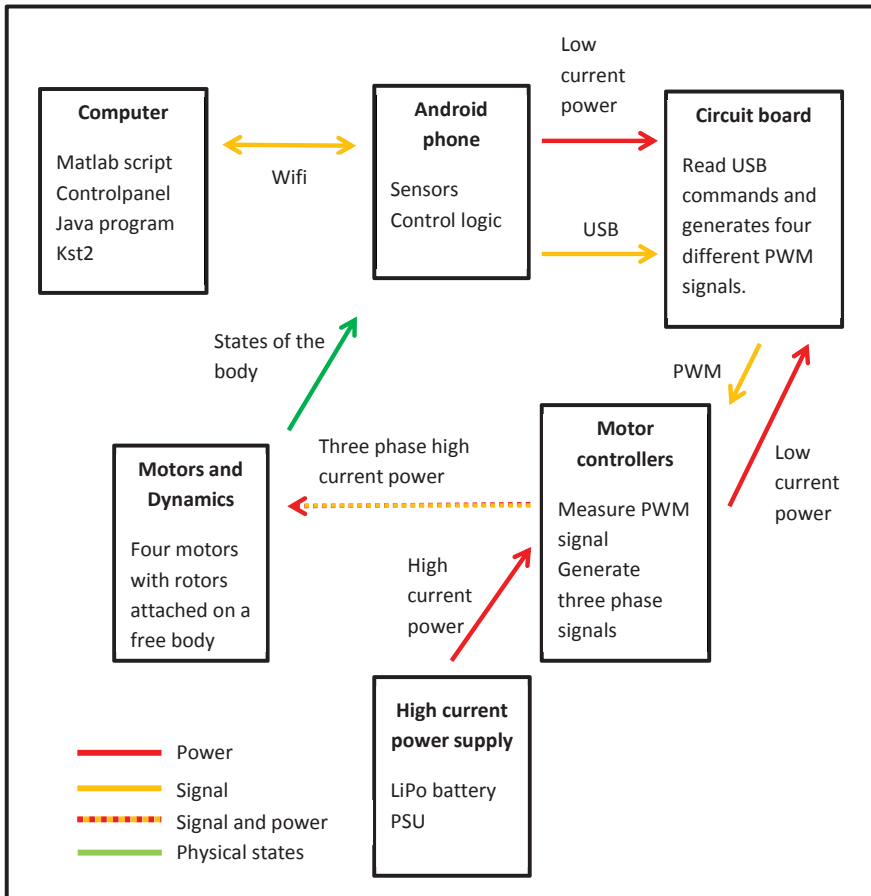 Low
current
power
Computer
Matlab script
Controlpanel
Java program
Kst2
Wifi
Android
phone
Sensors
Control logic
USB
Circuit board
Read USB
commands and
generates four
different PWM
signals.
States of the
body
PWM
Motors and
Dynamics
Four motors
with rotors
attached on a
free body
Three phase high
current power
Motor
controllers
Measure PWM
signal
Generate
three phase
signals
Low
current
power
High
current
power
High current
power supply
LiPo battery
PSU
Power
Signal
Signal and power
Physical states